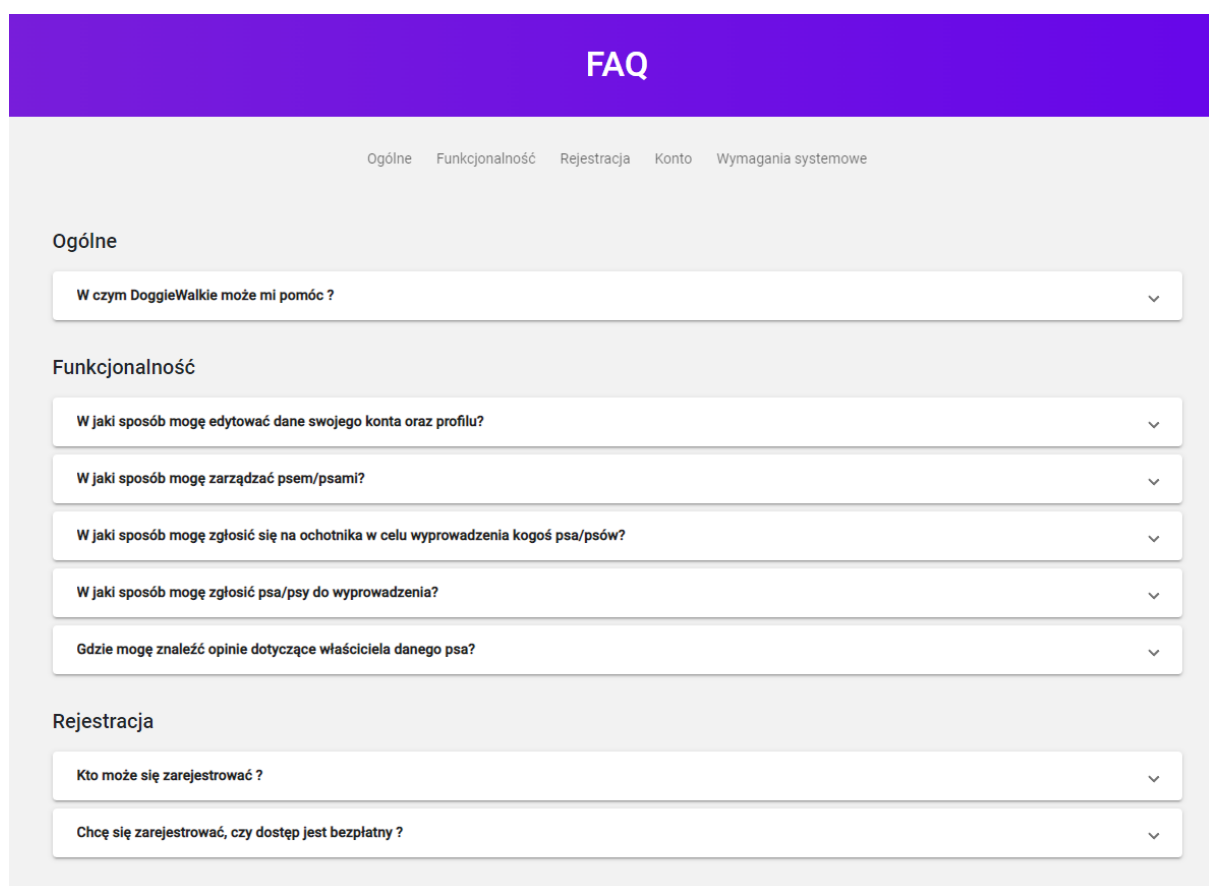 FAQ
Ogólne Funkcjonalność Rejestracja Konto Wymagania systemowe
Ogólne
W czym DoggieWalkie może mi pomóc ?
Funkcjonalność
W jaki sposób mogę edytować dane swojego konta oraz profilu?
W jaki sposób mogę zarządzać psem/psami?
W jaki sposób mogę zgłosić się na ochotnika w celu wyprowadzenia kogoś psa/psów?
W jaki sposób mogę zgłosić psa/psy do wyprowadzenia?
Gdzie mogę znaleźć opinie dotyczące właściciela danego psa?
Rejestracja
Kto może się zarejestrować ?
Chcę się zarejestrować, czy dostęp jest bezpłatny ?